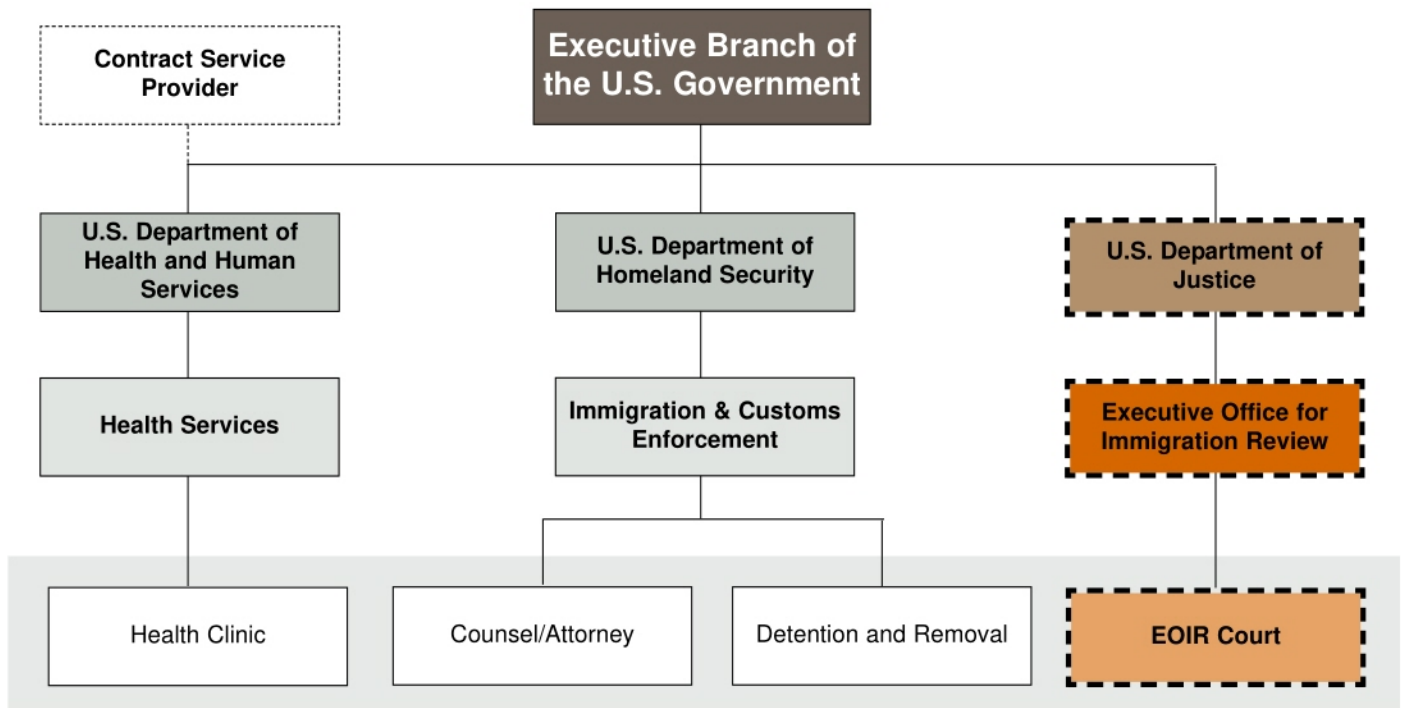 Contract Service
Provider
Executive Branch of
the U.S. Government
U.S. Department of
Health and Human
Services
U.S. Department of
Homeland Security
U.S. Department of
Justice
Health Services
Immigration & Customs
Enforcement
Executive Office for
Immigration Review
Health Clinic
Counsel/Attorney
Detention and Removal
EOIR Court